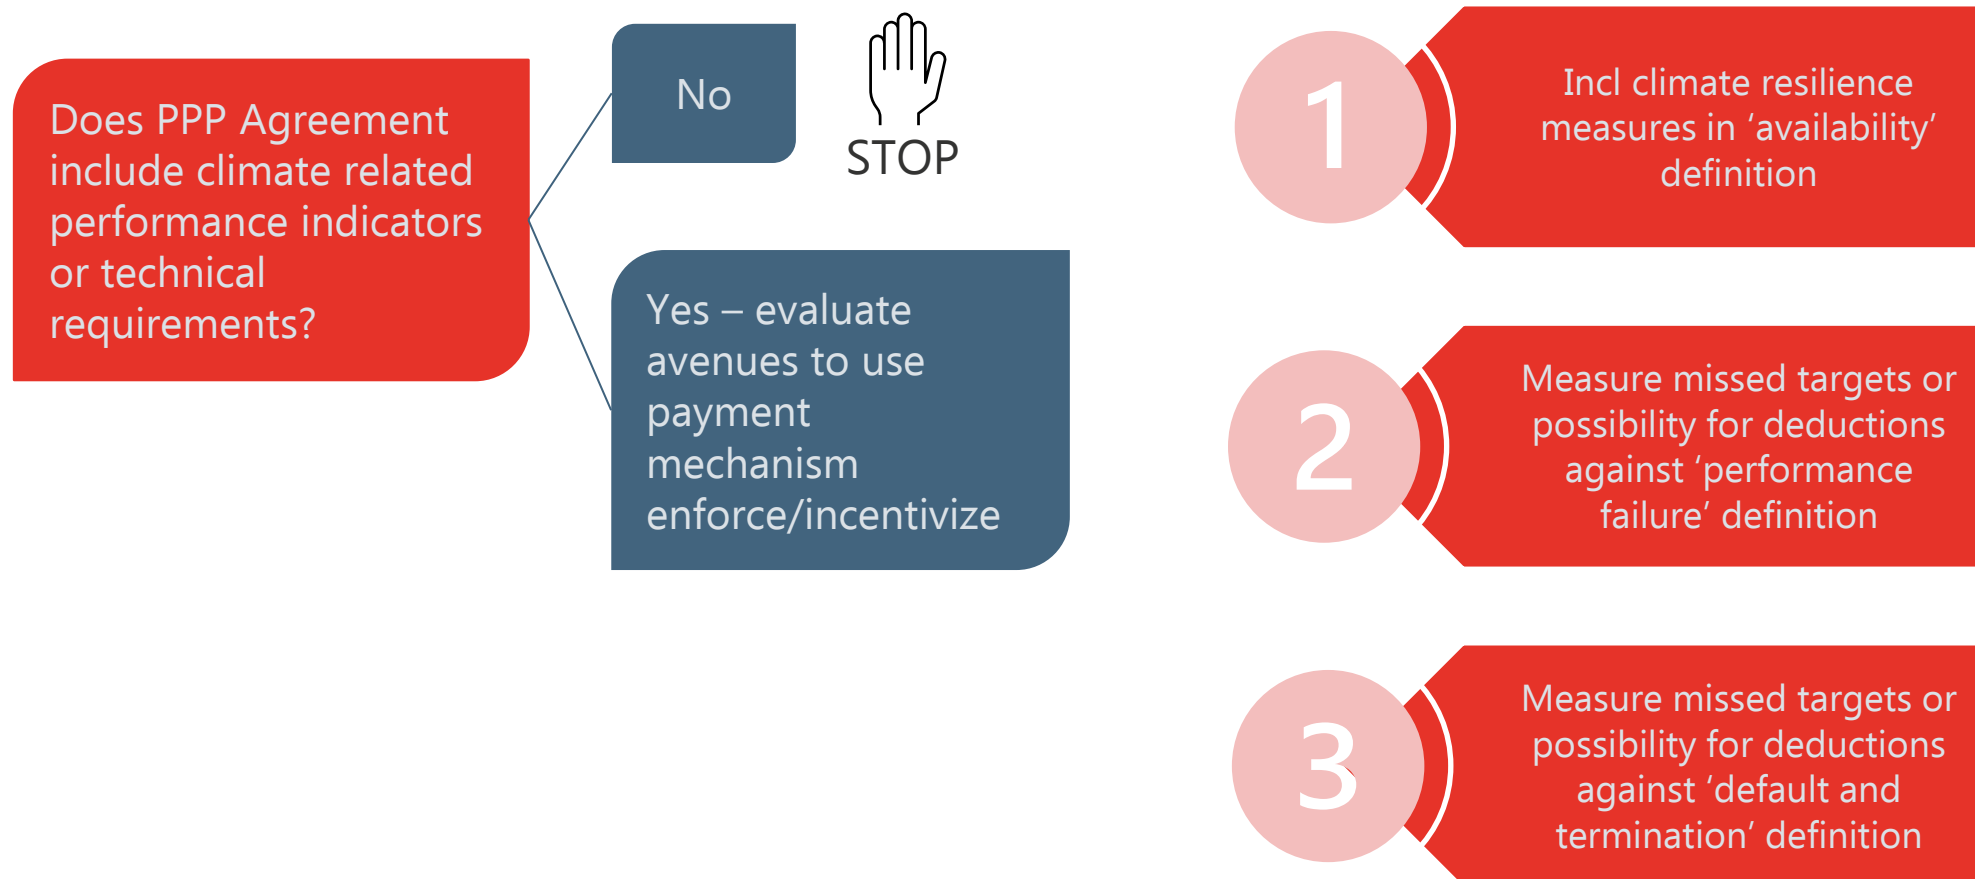 Does PPP Agreement
include climate related
performance indicators
or technical
requirements?
No
STOP
Yes – evaluate
avenues to use
payment
mechanism
enforce/incentivize
1
Incl climate resilience
measures in ‘availability’
definition
2
Measure missed targets or
possibility for deductions
against ‘performance
failure’ definition
3
Measure missed targets or
possibility for deductions
against ‘default and
termination’ definition